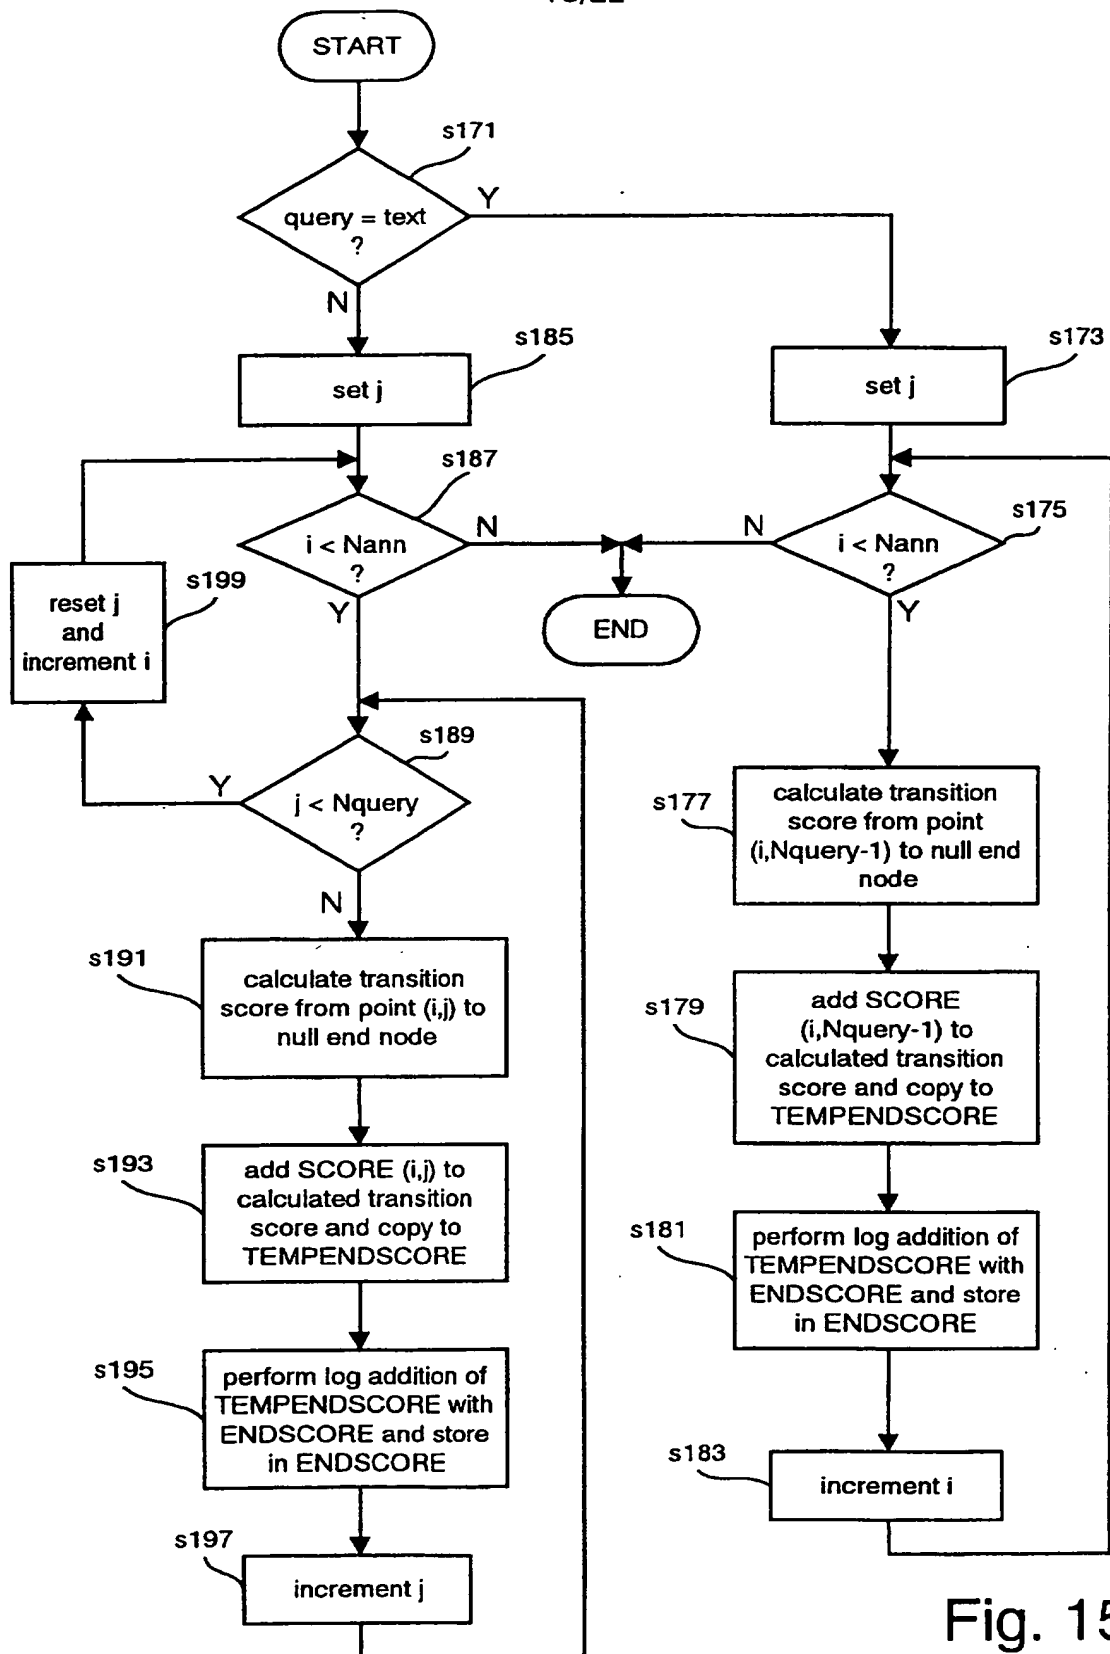 START
s171
query = text
?
Y
N
s185
set j
s173
set j
s187
i < Nann
?
N
Y
s175
i < Nann
?
N
Y
END
s199
reset j
and
increment i
s189
j < Nquery
?
Y
N
s177
calculate transition
score from point
(i,Nquery-1) to null end
node
s191
calculate transition
score from point (i,j) to
null end node
s179
add SCORE
(i,Nquery-1) to
calculated transition
score and copy to
TEMPENDSCORE
s193
add SCORE (i,j) to
calculated transition
score and copy to
TEMPENDSCORE
s181
perform log addition of
TEMPENDSCORE with
ENDSCORE and store
in ENDSCORE
s195
perform log addition of
TEMPENDSCORE with
ENDSCORE and store
in ENDSCORE
s183
increment i
s197
increment j
Fig. 15